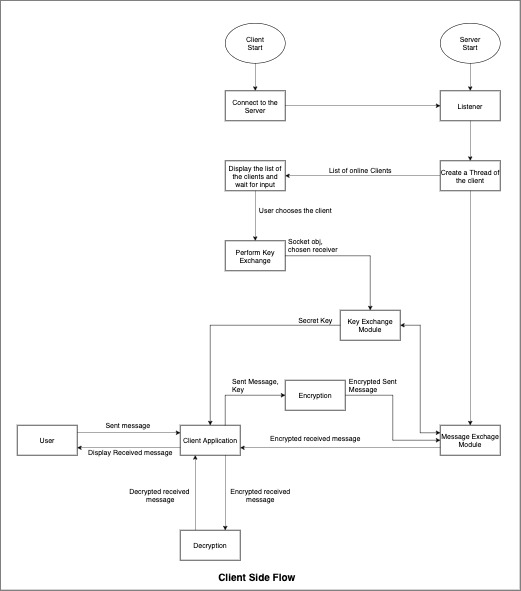 Client
Start
Server
Start
Connect to the
Server
Listener
Display the list of
the clients and
wait for input
List of online Clients
Create a Thread of
the client
User chooses the client
Perform Key
Exchange
Socket obj,
chosen receiver
Secret Key
Key Exchange
Module
Sent Message,
Key
Encryption
Encrypted Sent
Message
User
Sent message
Display Received message
Client Application
Encrypted received message
Message Exchage
Module
Decrypted received
message
Encrypted received
message
Decryption
Client Side Flow